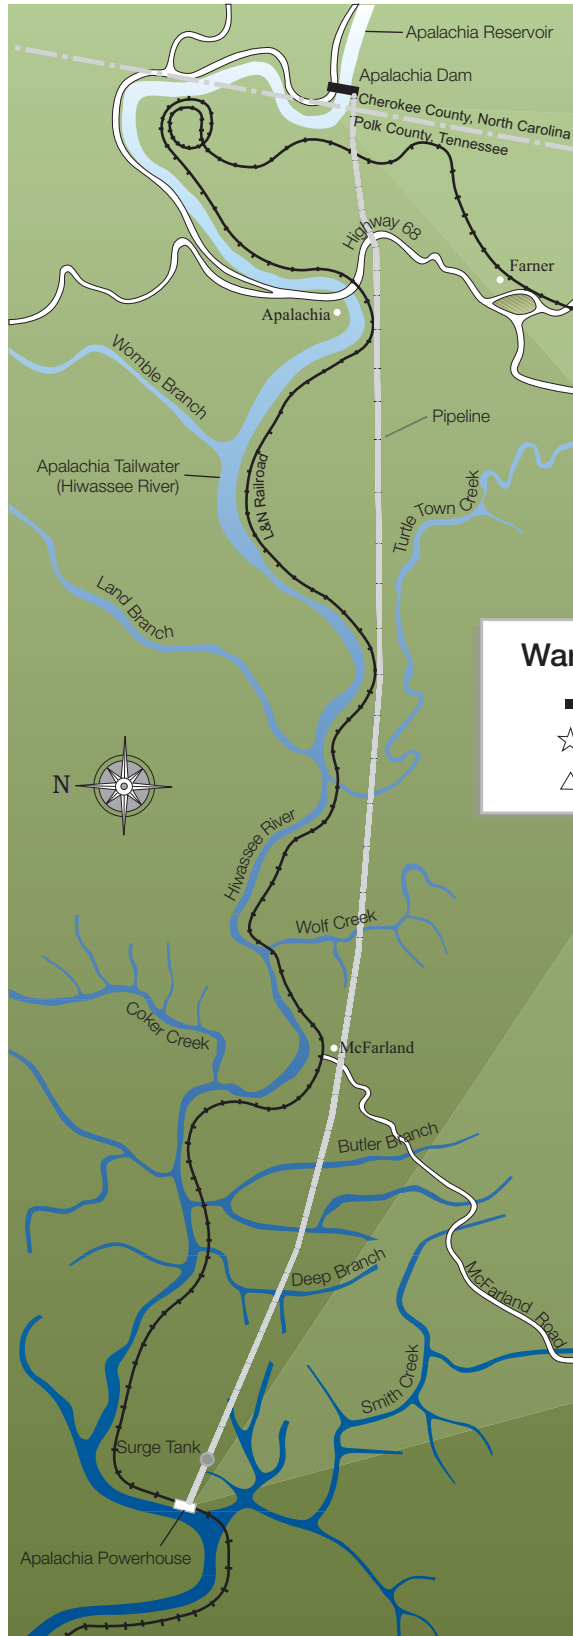 Apalachia Reservoir
Apalachia Dam
Cherokee County, North Carolina
Polk County, Tennessee
Highway 68
Farner
Apalachia
Womble Branch
Pipeline
Apalachia Tailwater
(Hiwassee River)
L&N Railroad
Turtle Town Creek
Land Branch
War
N
Hiwassee River
Wolf Creek
Coker Creek
McFarland
Butler Branch
Deep Branch
McFarland Road
Smith Creek
Surge Tank
Apalachia Powerhouse